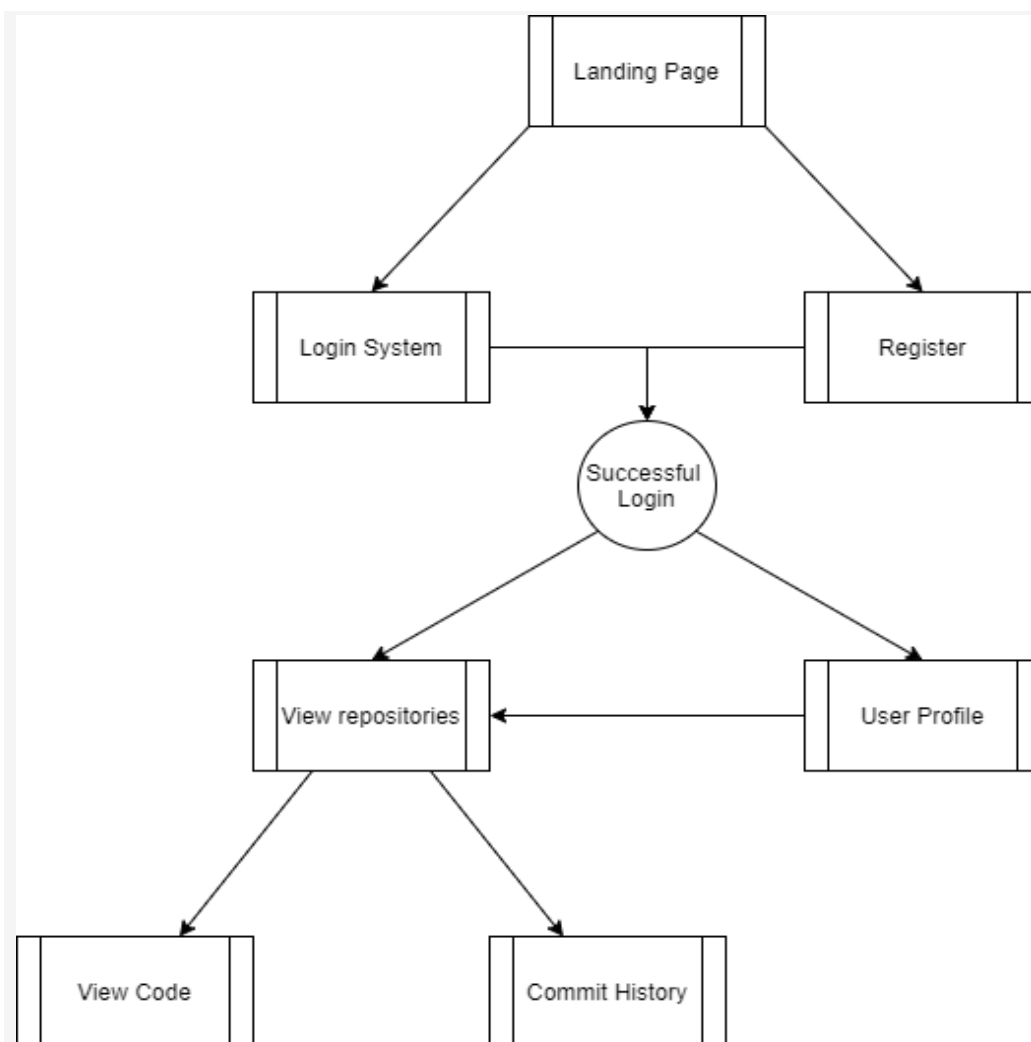 Landing Page
Login System
Register
Successful
Login
View repositories
User Profile
View Code
Commit History